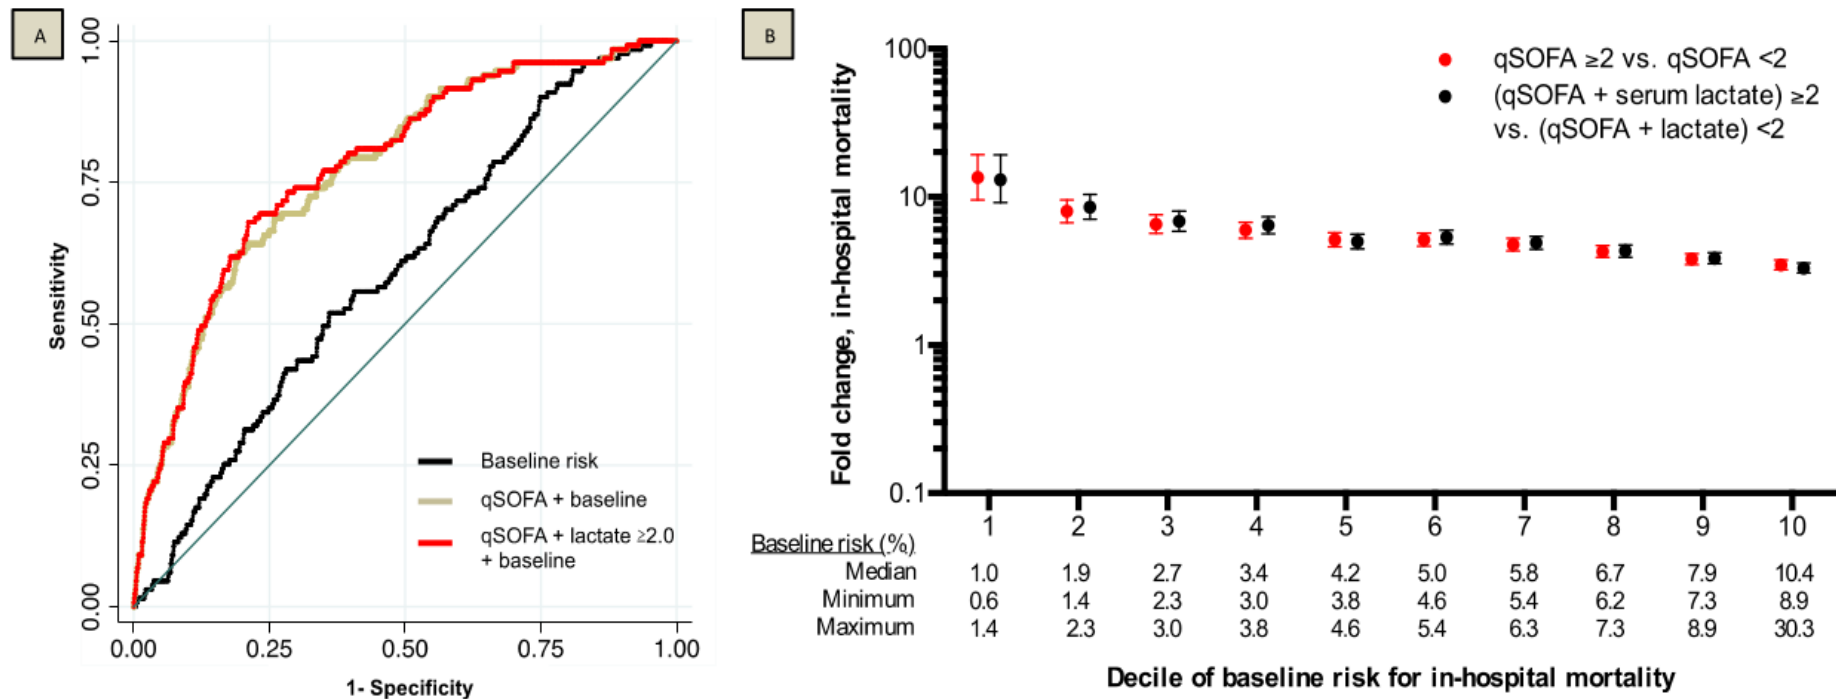 A
1.00
0.75
0.50
0.25
0.00
Sensitivity
Baseline risk
qSOFA + baseline
qSOFA + lactate ≥2.0
+ baseline
0.00 0.25 0.50 0.75 1.00
1- Specificity
B
Fold change, in-hospital mortality
100
10
1
0.1
qSOFA ≥2 vs. qSOFA <2
(qSOFA + serum lactate) ≥2
vs. (qSOFA + lactate) <2
1 2 3 4 5 6 7 8 9 10
Baseline risk (%)
Median 1.0 1.9 2.7 3.4 4.2 5.0 5.8 6.7 7.9 10.4
Minimum 0.6 1.4 2.3 3.0 3.8 4.6 5.4 6.2 7.3 8.9
Maximum 1.4 2.3 3.0 3.8 4.6 5.4 6.3 7.3 8.9 30.3
Decile of baseline risk for in-hospital mortality